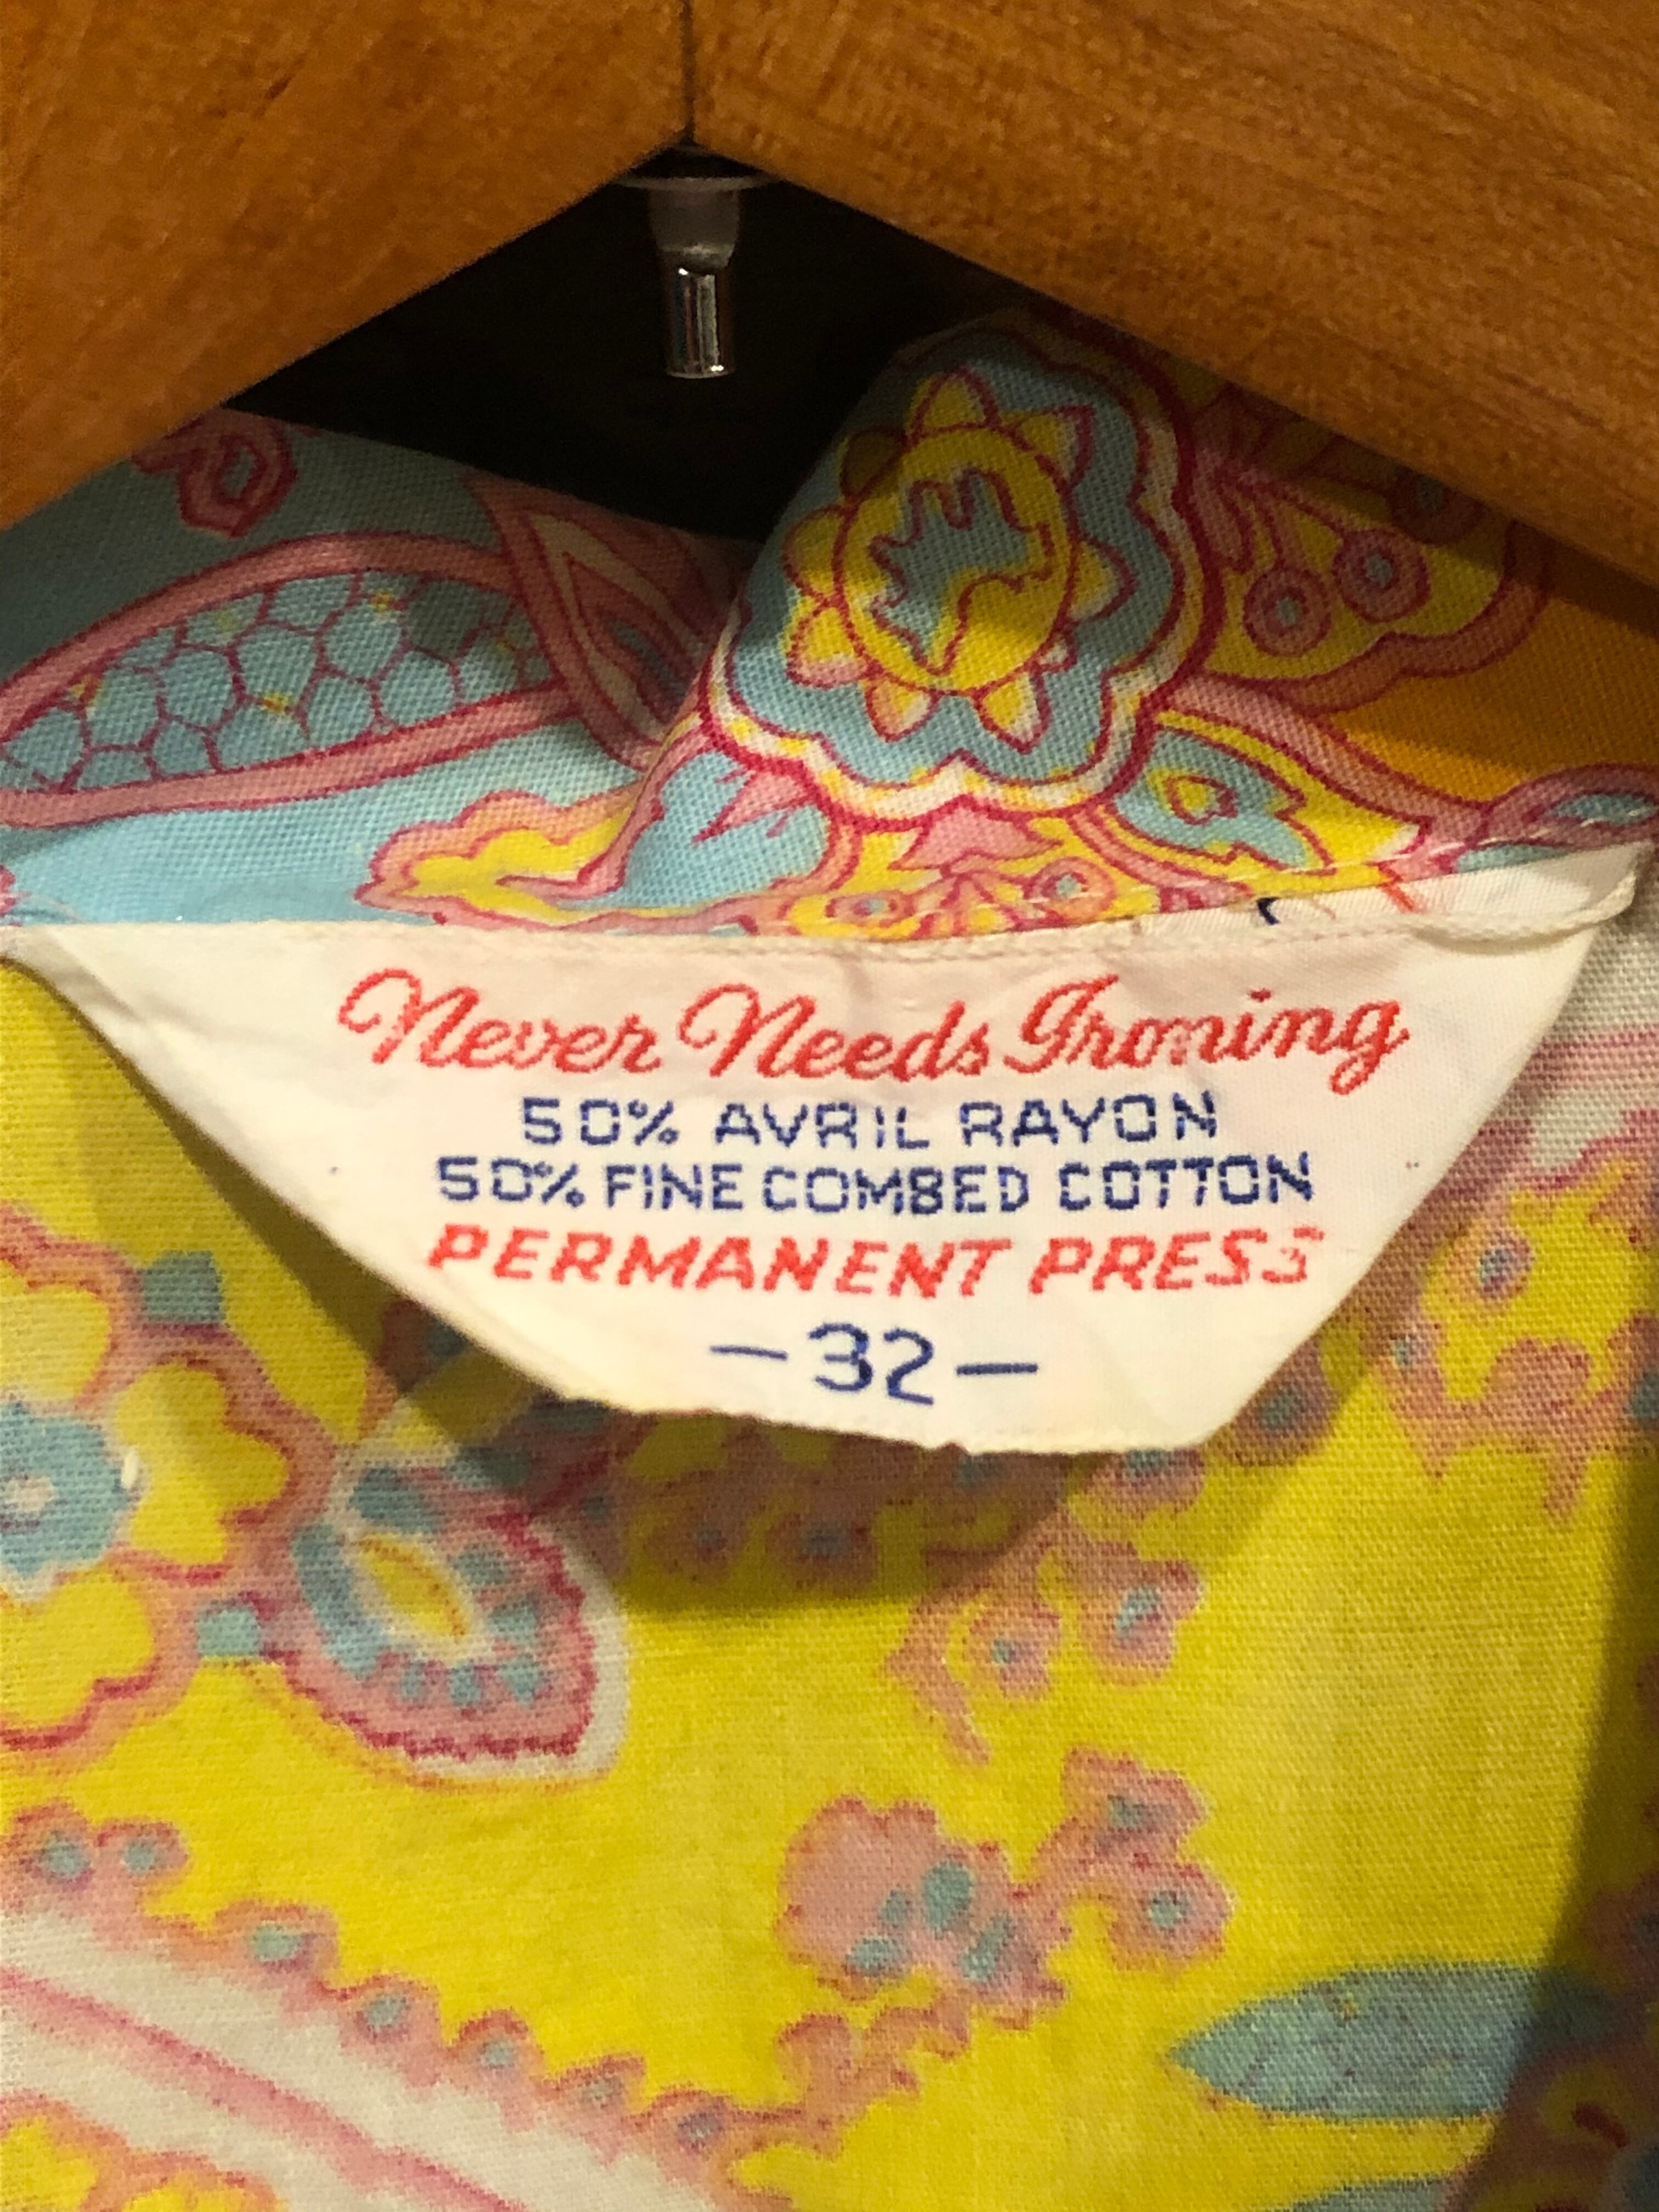 Never Needs Ironing
50% AVRIL RAYON
50% FINE COMBED COTTON
PERMANENT PRESS
-32-